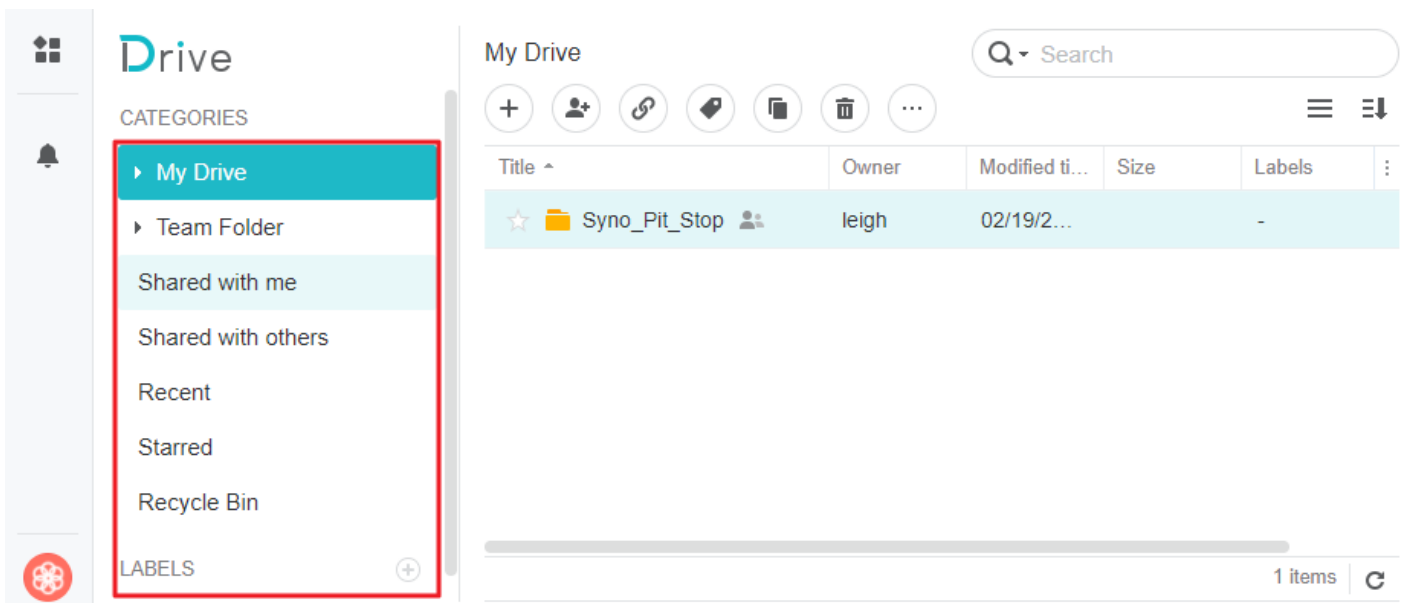 Drive
CATEGORIES
My Drive
Team Folder
Shared with me
Shared with others
Recent
Starred
Recycle Bin
LABELS
My Drive
Search
Title Owner Modified ti... Size Labels
Syno_Pit_Stop leigh 02/19/2... -
1 items